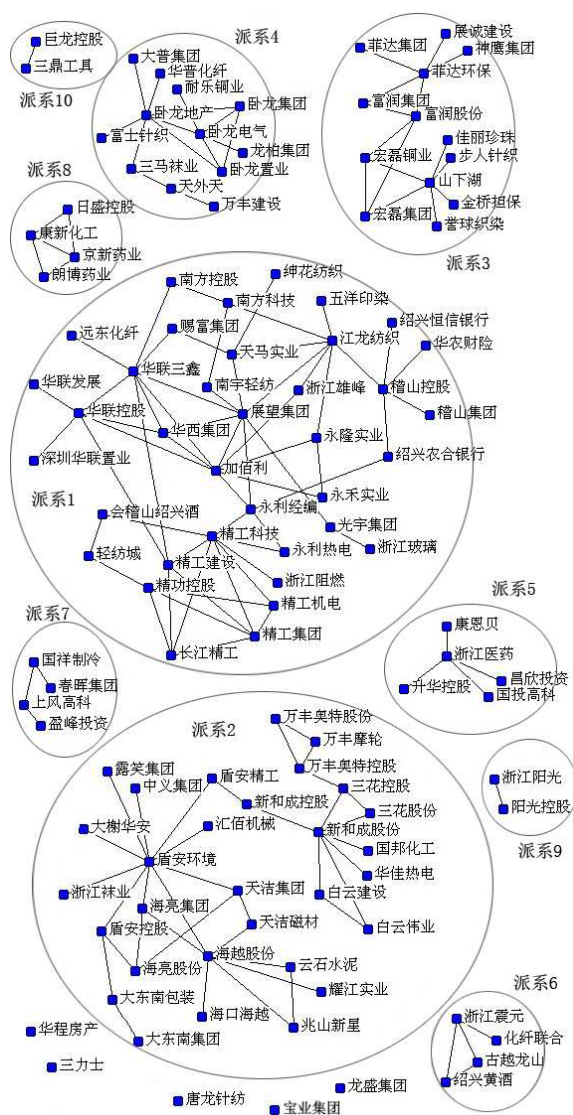 巨龙控股
三鼎工具
派系10
派系4
大普集团
华晋化纤
耐乐铜业
卧龙地产
卧龙集团
卧龙电气
富士针织
龙柏集团
三马袜业
卧龙置业
天外天
万丰建设
展诚建设
菲达集团
神鹰集团
菲达环保
富润集团
富润股份
佳丽珍珠
宏磊铜业
步人针织
山下湖
金桥担保
宏磊集团
誉球织染
派系3
派系8
日盛控股
康新化工
京新药业
朗博药业
南方控股
绅花纺织
南方科技
五洋印染
赐富集团
绍兴恒信银行
远东化纤
天马实业
江龙纺织
华农财险
华联三鑫
华联发展
南宇轻纺
浙江雄峰
稽山控股
华联控股
展望集团
稽山集团
华西集团
永隆实业
深圳华联置业
加佰利
绍兴农合银行
派系1
永禾实业
会稽山绍兴酒
永利经编
光宇集团
精工科技
轻纺城
永利热电
浙江玻璃
精工建设
精功控股
浙江阻燃
精工机电
精工集团
长江精工
派系5
康恩贝
浙江医药
升华控股
昌欣投资
国投高科
派系7
国祥制冷
春晖集团
上风高科
盈峰投资
派系2
万丰奥特股份
万丰摩轮
露笑集团
中义集团
盾安精工
万丰奥特控股
三花控股
新和成控股
三花股份
大榭华安
汇佰机械
新和成股份
国邦化工
盾安环境
华佳热电
浙江袜业
天洁集团
白云建设
海亮集团
天洁磁材
白云伟业
盾安控股
海亮股份
海越股份
云石水泥
大东南包装
耀江实业
海口海越
兆山新星
大东南集团
浙江阳光
阳光控股
派系9
派系6
浙江震元
化纤联合
古越龙山
绍兴黄酒
华程房产
三力士
唐龙针纺
龙盛集团
宝业集团